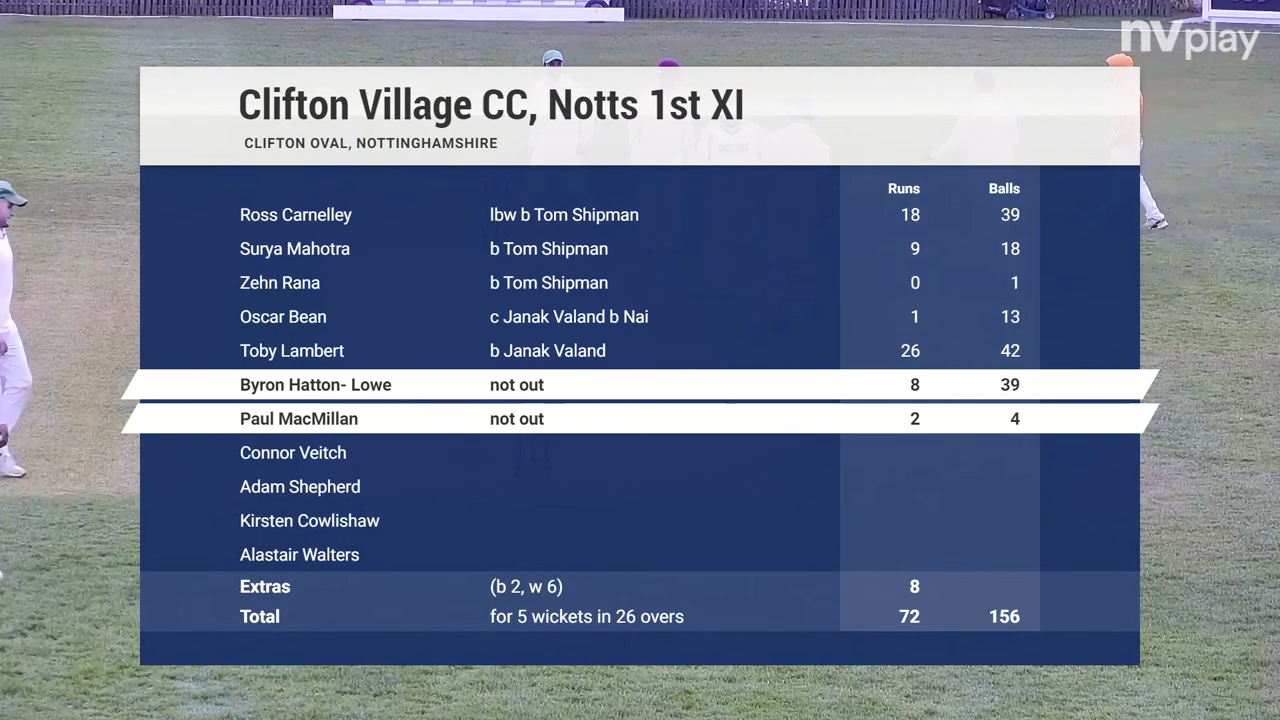 nvplay
Clifton Village CC, Notts 1st XI
CLIFTON OVAL, NOTTINGHAMSHIRE
Runs Balls
Ross Carnelley lbw b Tom Shipman 18 39
Surya Mahotra b Tom Shipman 9 18
Zehn Rana b Tom Shipman 0 1
Oscar Bean c Janak Valand b Nai 1 13
Toby Lambert b Janak Valand 26 42
Byron Hatton- Lowe not out 8 39
Paul MacMillan not out 2 4
Connor Veitch
Adam Shepherd
Kirsten Cowlishaw
Alastair Walters
Extras (b 2, w 6) 8
Total for 5 wickets in 26 overs 72 156